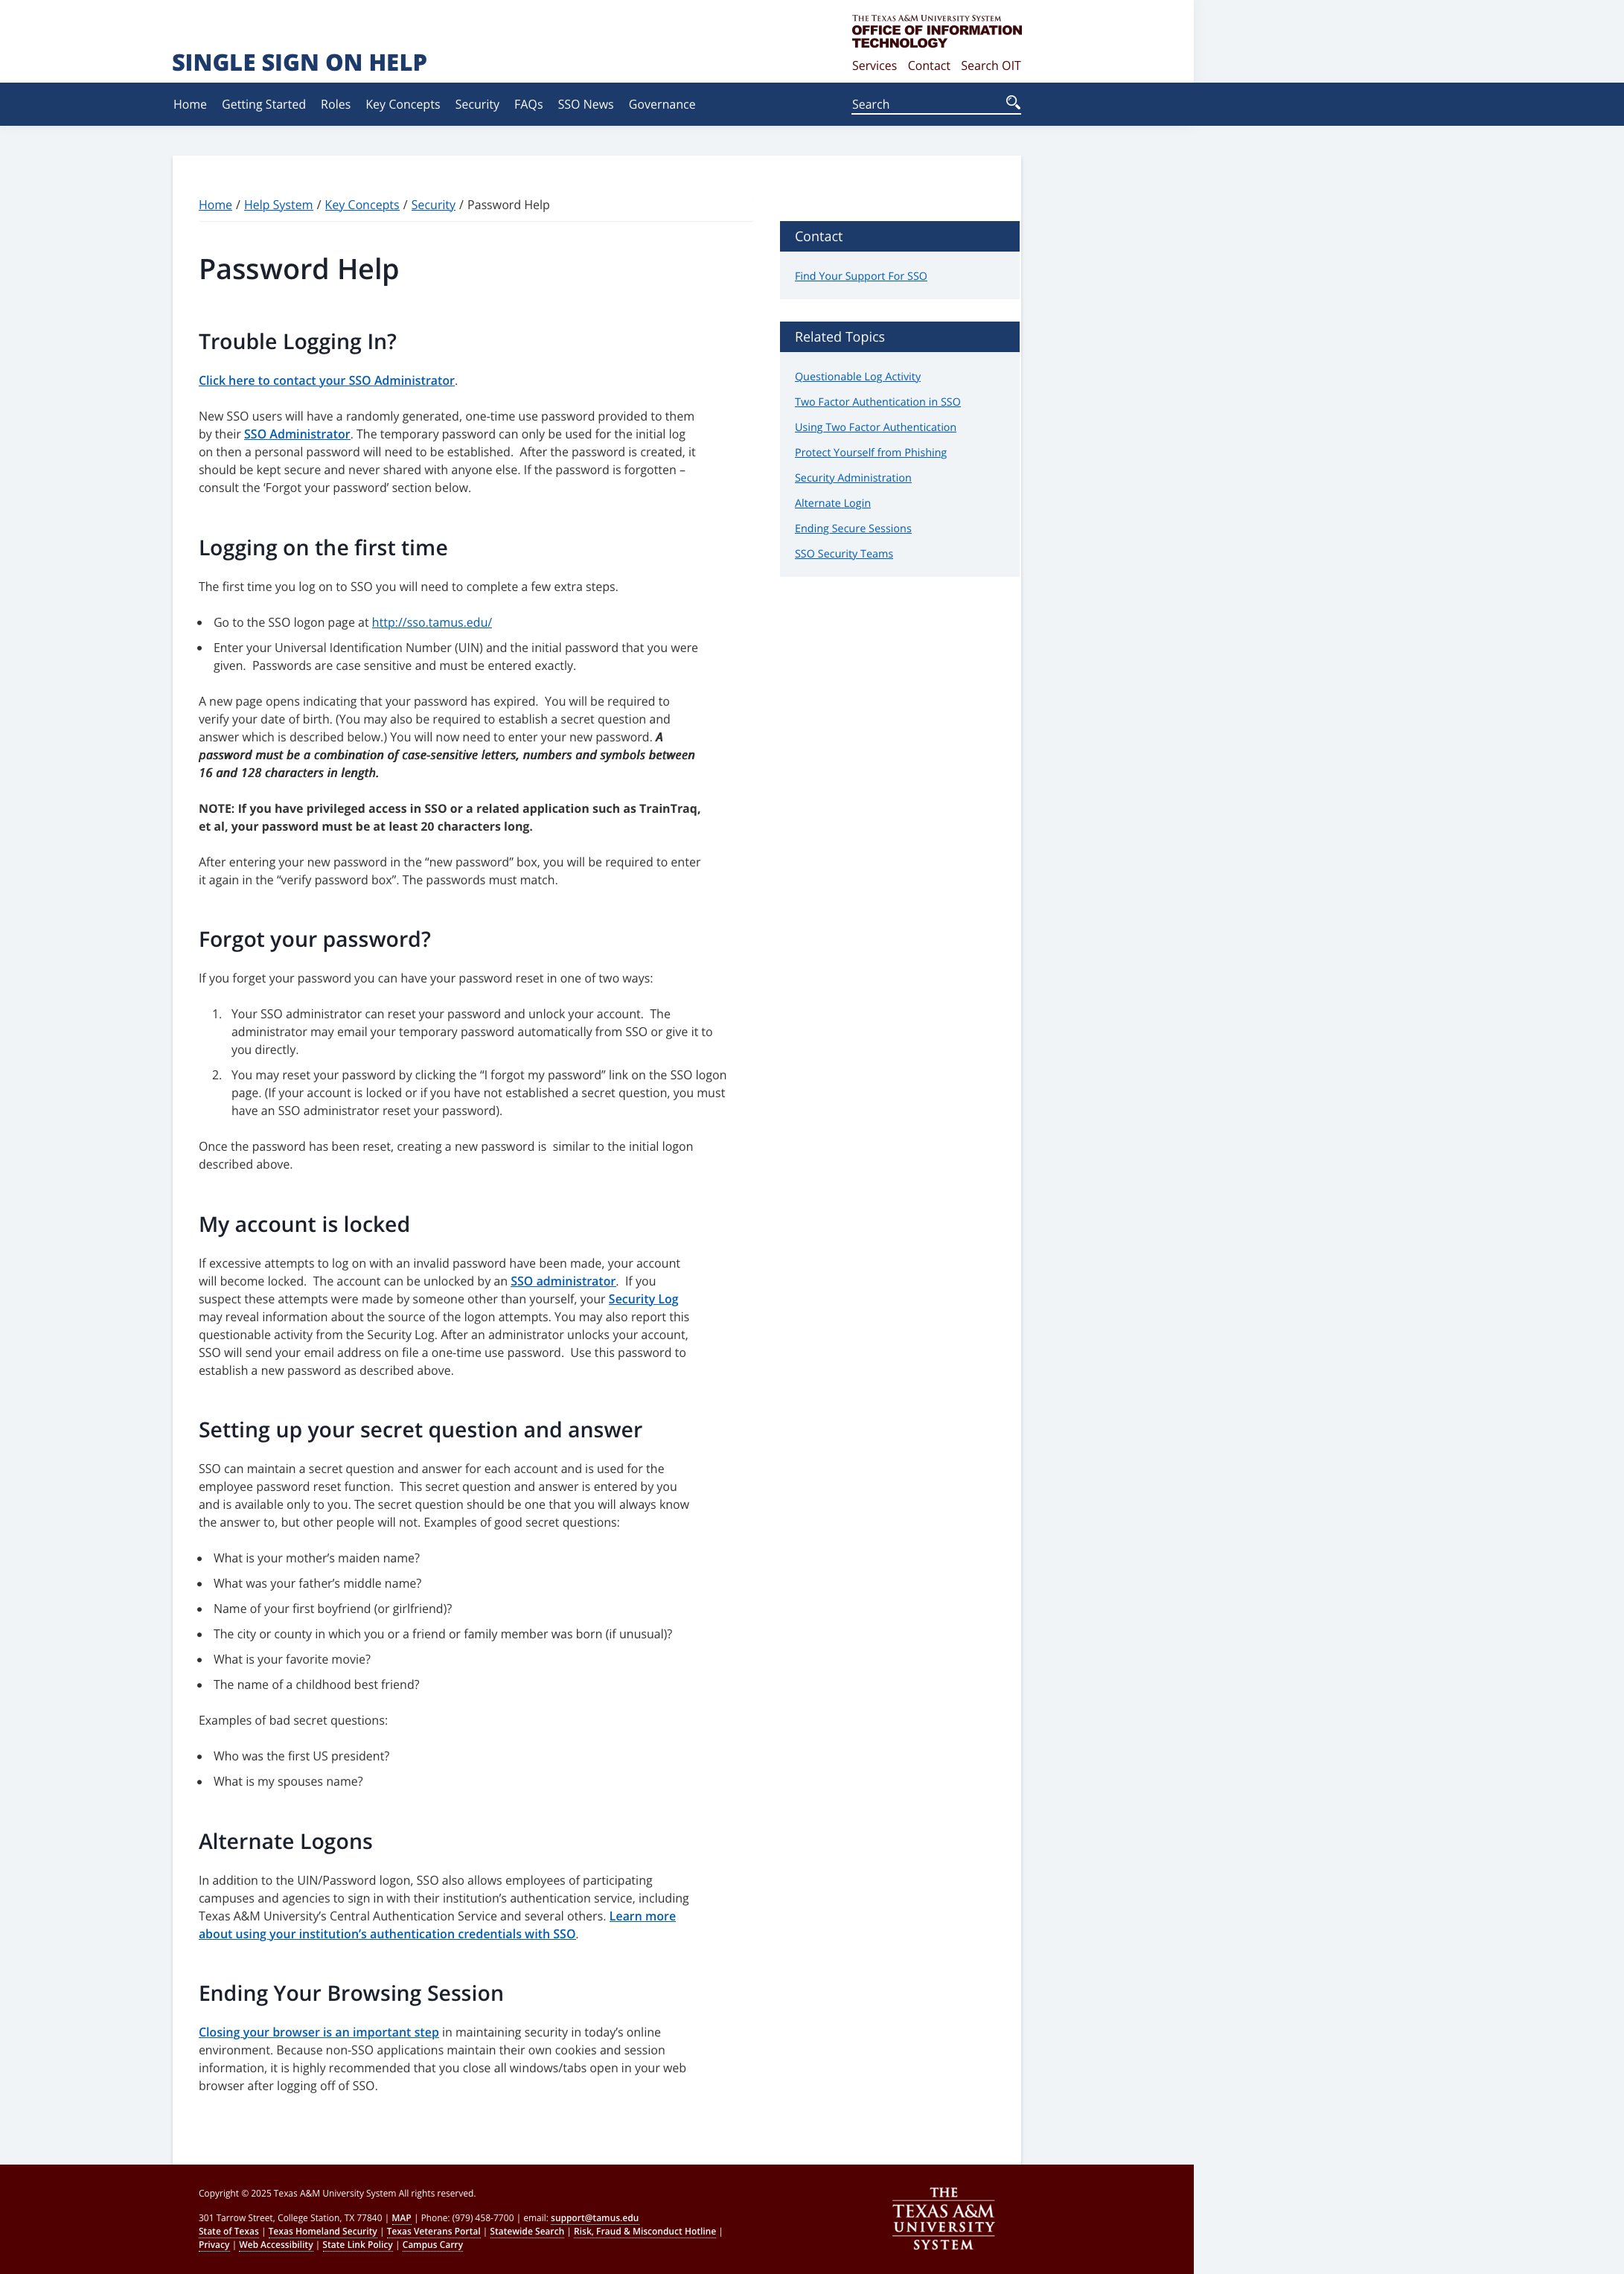 THE TEXAS A&M UNIVERSITY SYSTEM
OFFICE OF INFORMATION
TECHNOLOGY
SINGLE SIGN ON HELP
Services Contact Search OIT
Home Getting Started Roles Key Concepts Security FAQs SSO News Governance Search
Home / Help System / Key Concepts / Security / Password Help
Password Help
Trouble Logging In?
Click here to contact your SSO Administrator.
New SSO users will have a randomly generated, one-time use password provided to them
by their SSO Administrator. The temporary password can only be used for the initial log
on then a personal password will need to be established.  After the password is created, it
should be kept secure and never shared with anyone else. If the password is forgotten –
consult the ‘Forgot your password’ section below.
Logging on the first time
The first time you log on to SSO you will need to complete a few extra steps.
• Go to the SSO logon page at http://sso.tamus.edu/
• Enter your Universal Identification Number (UIN) and the initial password that you were
given.  Passwords are case sensitive and must be entered exactly.
A new page opens indicating that your password has expired.  You will be required to
verify your date of birth. (You may also be required to establish a secret question and
answer which is described below.) You will now need to enter your new password. A
password must be a combination of case-sensitive letters, numbers and symbols between
16 and 128 characters in length.
NOTE: If you have privileged access in SSO or a related application such as TrainTraq,
et al, your password must be at least 20 characters long.
After entering your new password in the “new password” box, you will be required to enter
it again in the “verify password box”. The passwords must match.
Forgot your password?
If you forget your password you can have your password reset in one of two ways:
1. Your SSO administrator can reset your password and unlock your account.  The
administrator may email your temporary password automatically from SSO or give it to
you directly.
2. You may reset your password by clicking the “I forgot my password” link on the SSO logon
page. (If your account is locked or if you have not established a secret question, you must
have an SSO administrator reset your password).
Once the password has been reset, creating a new password is  similar to the initial logon
described above.
My account is locked
If excessive attempts to log on with an invalid password have been made, your account
will become locked.  The account can be unlocked by an SSO administrator.  If you
suspect these attempts were made by someone other than yourself, your Security Log
may reveal information about the source of the logon attempts. You may also report this
questionable activity from the Security Log. After an administrator unlocks your account,
SSO will send your email address on file a one-time use password.  Use this password to
establish a new password as described above.
Setting up your secret question and answer
SSO can maintain a secret question and answer for each account and is used for the
employee password reset function.  This secret question and answer is entered by you
and is available only to you. The secret question should be one that you will always know
the answer to, but other people will not. Examples of good secret questions:
• What is your mother’s maiden name?
• What was your father’s middle name?
• Name of your first boyfriend (or girlfriend)?
• The city or county in which you or a friend or family member was born (if unusual)?
• What is your favorite movie?
• The name of a childhood best friend?
Examples of bad secret questions:
• Who was the first US president?
• What is my spouses name?
Alternate Logons
In addition to the UIN/Password logon, SSO also allows employees of participating
campuses and agencies to sign in with their institution’s authentication service, including
Texas A&M University’s Central Authentication Service and several others. Learn more
about using your institution’s authentication credentials with SSO.
Ending Your Browsing Session
Closing your browser is an important step in maintaining security in today’s online
environment. Because non-SSO applications maintain their own cookies and session
information, it is highly recommended that you close all windows/tabs open in your web
browser after logging off of SSO.
Contact
Find Your Support For SSO
Related Topics
Questionable Log Activity
Two Factor Authentication in SSO
Using Two Factor Authentication
Protect Yourself from Phishing
Security Administration
Alternate Login
Ending Secure Sessions
SSO Security Teams
Copyright © 2025 Texas A&M University System All rights reserved.
301 Tarrow Street, College Station, TX 77840 | MAP | Phone: (979) 458-7700 | email: support@tamus.edu
State of Texas | Texas Homeland Security | Texas Veterans Portal | Statewide Search | Risk, Fraud & Misconduct Hotline |
Privacy | Web Accessibility | State Link Policy | Campus Carry
THE
TEXAS A&M
UNIVERSITY
SYSTEM